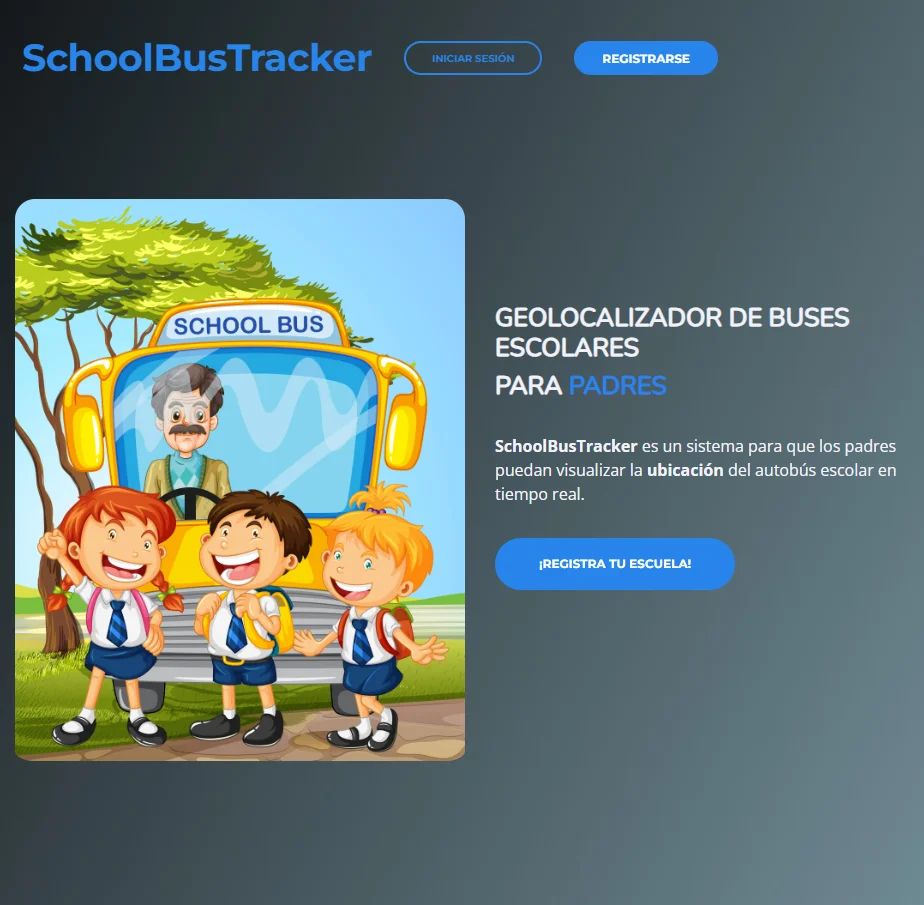 SchoolBusTracker
INICIAR SESIÓN
REGISTRARSE
SCHOOL BUS
GEOLOCALIZADOR DE BUSES
ESCOLARES
PARA PADRES
SchoolBusTracker es un sistema para que los padres
puedan visualizar la ubicación del autobús escolar en
tiempo real.
¡REGISTRA TU ESCUELA!